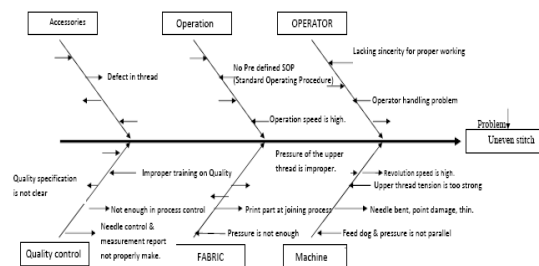 Accessories
Operation
OPERATOR
Lacking sincerity for proper working
No Pre defined SOP
(Standard Operating Procedure)
Defect in thread
Operator handling problem
Operation speed is high.
Problem
Uneven stitch
Pressure of the upper
thread is improper.
Improper training on Quality
Quality specification
is not clear
Revolution speed is high.
Upper thread tension is too strong
Not enough in process control
Print part at joining process
Needle bent, point damage, thin.
Needle control &
measurement report
not properly make.
Pressure is not enough
Feed dog & pressure is not parallel
Quality control
FABRIC
Machine